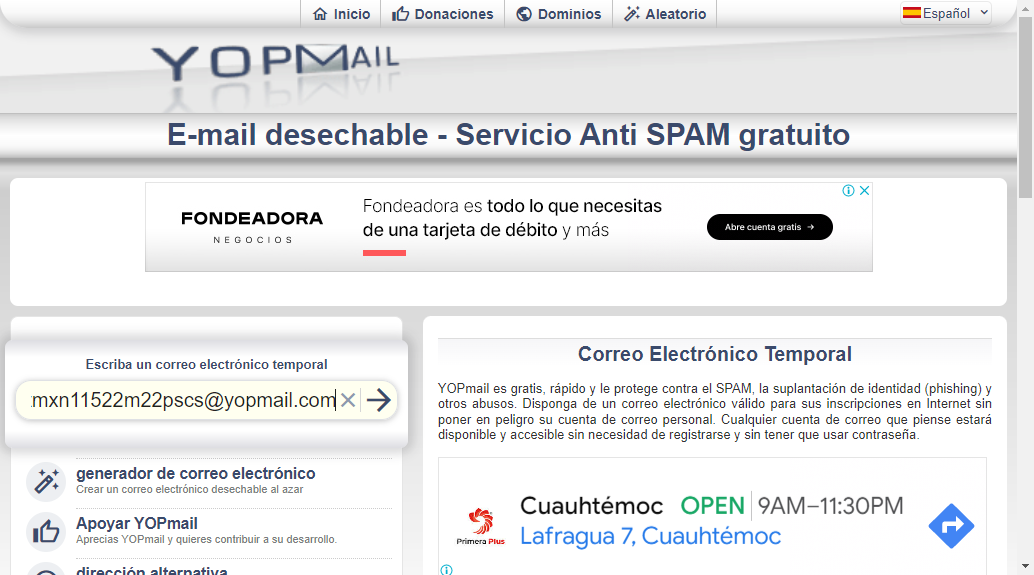 Inicio
Donaciones
Dominios
Aleatorio
Español
YOPMAIL
E-mail desechable - Servicio Anti SPAM gratuito
FONDEADORA
NEGOCIOS
Fondeadora es todo lo que necesitas
de una tarjeta de débito y más
Abre cuenta gratis →
Escriba un correo electrónico temporal
mxn11522m22pscs@yopmail.com
generador de correo electrónico
Crear un correo electrónico desechable al azar
Apoyar YOPmail
Aprecias YOPmail y quieres contribuir a su desarrollo.
dirección alternativa
Correo Electrónico Temporal
YOPmail es gratis, rápido y le protege contra el SPAM, la suplantación de identidad (phishing) y
otros abusos. Disponga de un correo electrónico válido para sus inscripciones en Internet sin
poner en peligro su cuenta de correo personal. Cualquier cuenta de correo que piense estará
disponible y accesible sin necesidad de registrarse y sin tener que usar contraseña.
Primera Plus
Cuauhtémoc OPEN 9AM–11:30PM
Lafragua 7, Cuauhtémoc